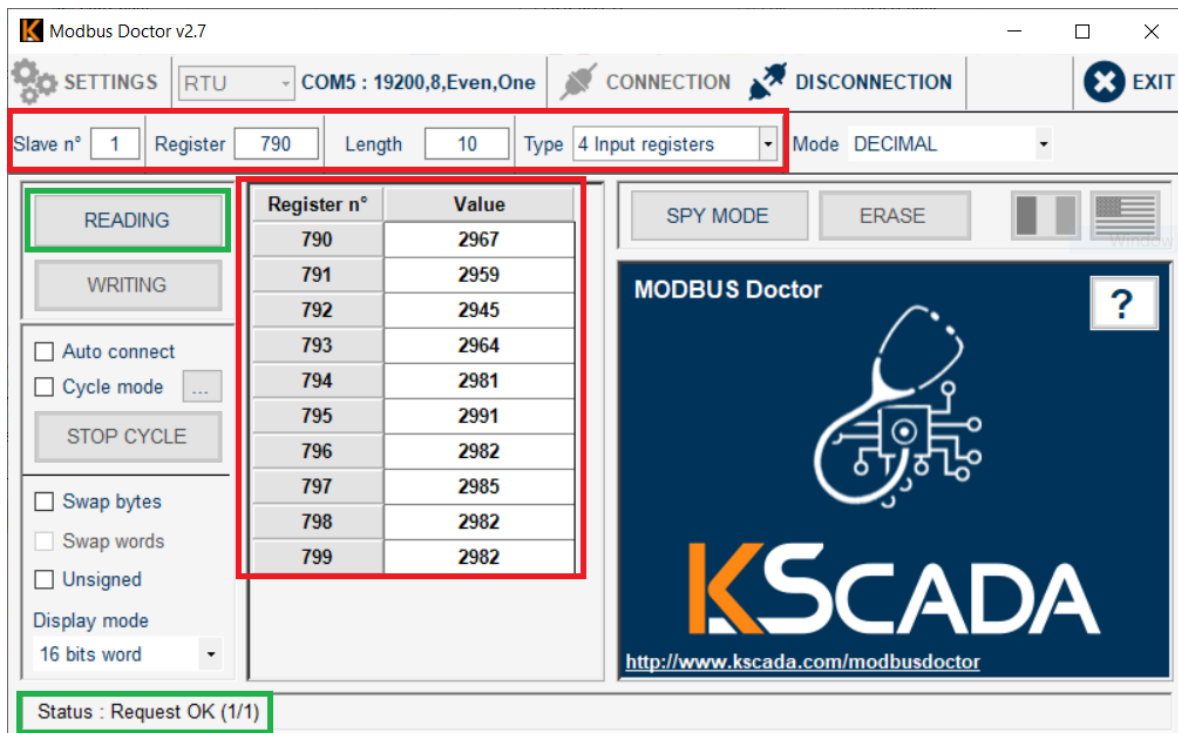 Modbus Doctor v2.7
SETTINGS RTU COM5 : 19200,8,Even,One CONNECTION DISCONNECTION EXIT
Slave n° 1 Register 790 Length 10 Type 4 Input registers Mode DECIMAL
READING
WRITING
Auto connect
Cycle mode ...
STOP CYCLE
Swap bytes
Swap words
Unsigned
Display mode
16 bits word
Register n° Value
790 2967
791 2959
792 2945
793 2964
794 2981
795 2991
796 2982
797 2985
798 2982
799 2982
SPY MODE ERASE
Window
MODBUS Doctor ?
KSCADA
http://www.kscada.com/modbusdoctor
Status : Request OK (1/1)